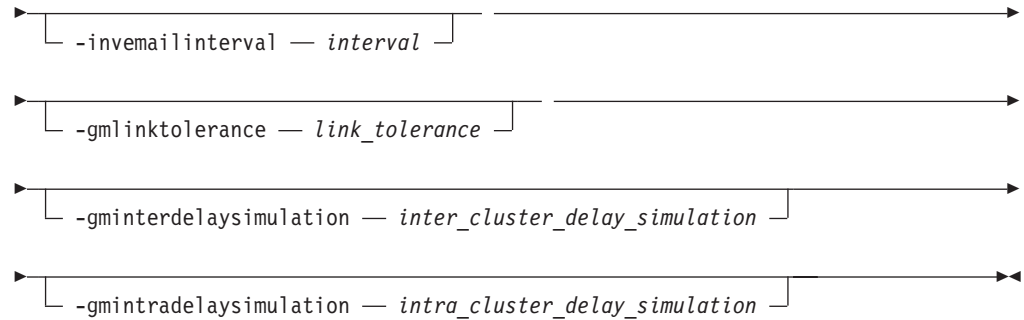 -invemailinterval — interval
-gmlinktolerance — link_tolerance
-gminterdelaysimulation — inter_cluster_delay_simulation
-gmintradelaysimulation — intra_cluster_delay_simulation